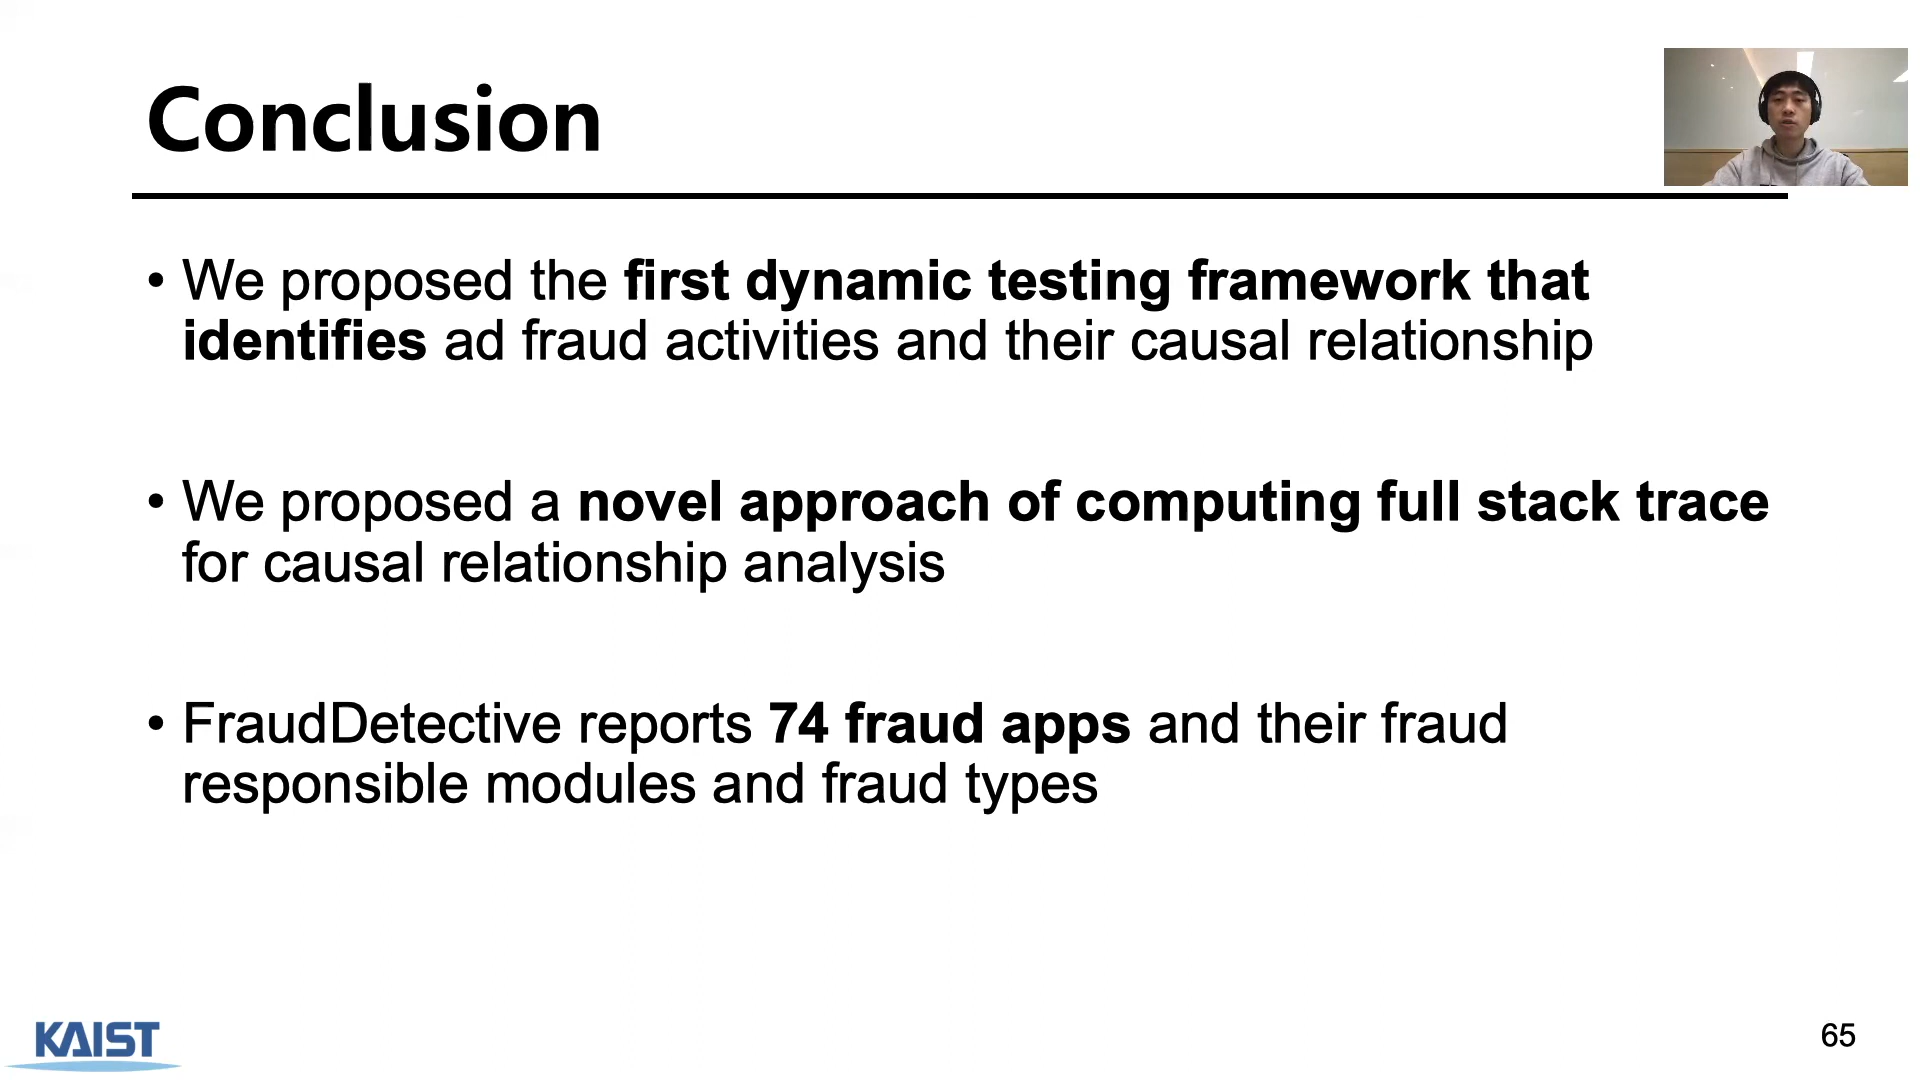 Conclusion
• We proposed the first dynamic testing framework that
identifies ad fraud activities and their causal relationship
• We proposed a novel approach of computing full stack trace
for causal relationship analysis
• FraudDetective reports 74 fraud apps and their fraud
responsible modules and fraud types
KAIST
65